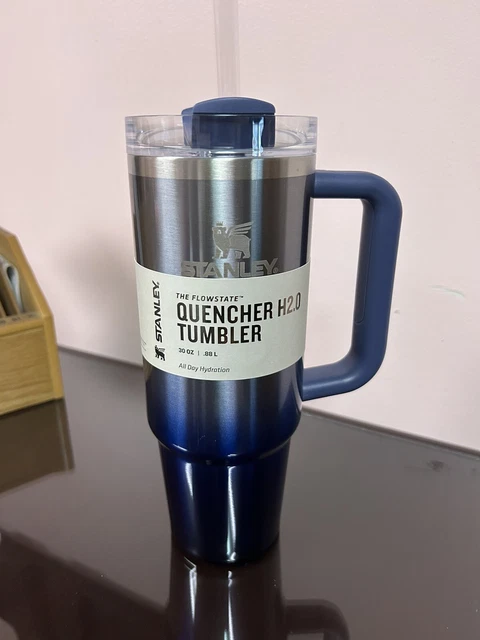 STANLEY
STANLEY
THE FLOWSTATE™
QUENCHER H2.0
TUMBLER
30 OZ | .88 L
All Day Hydration